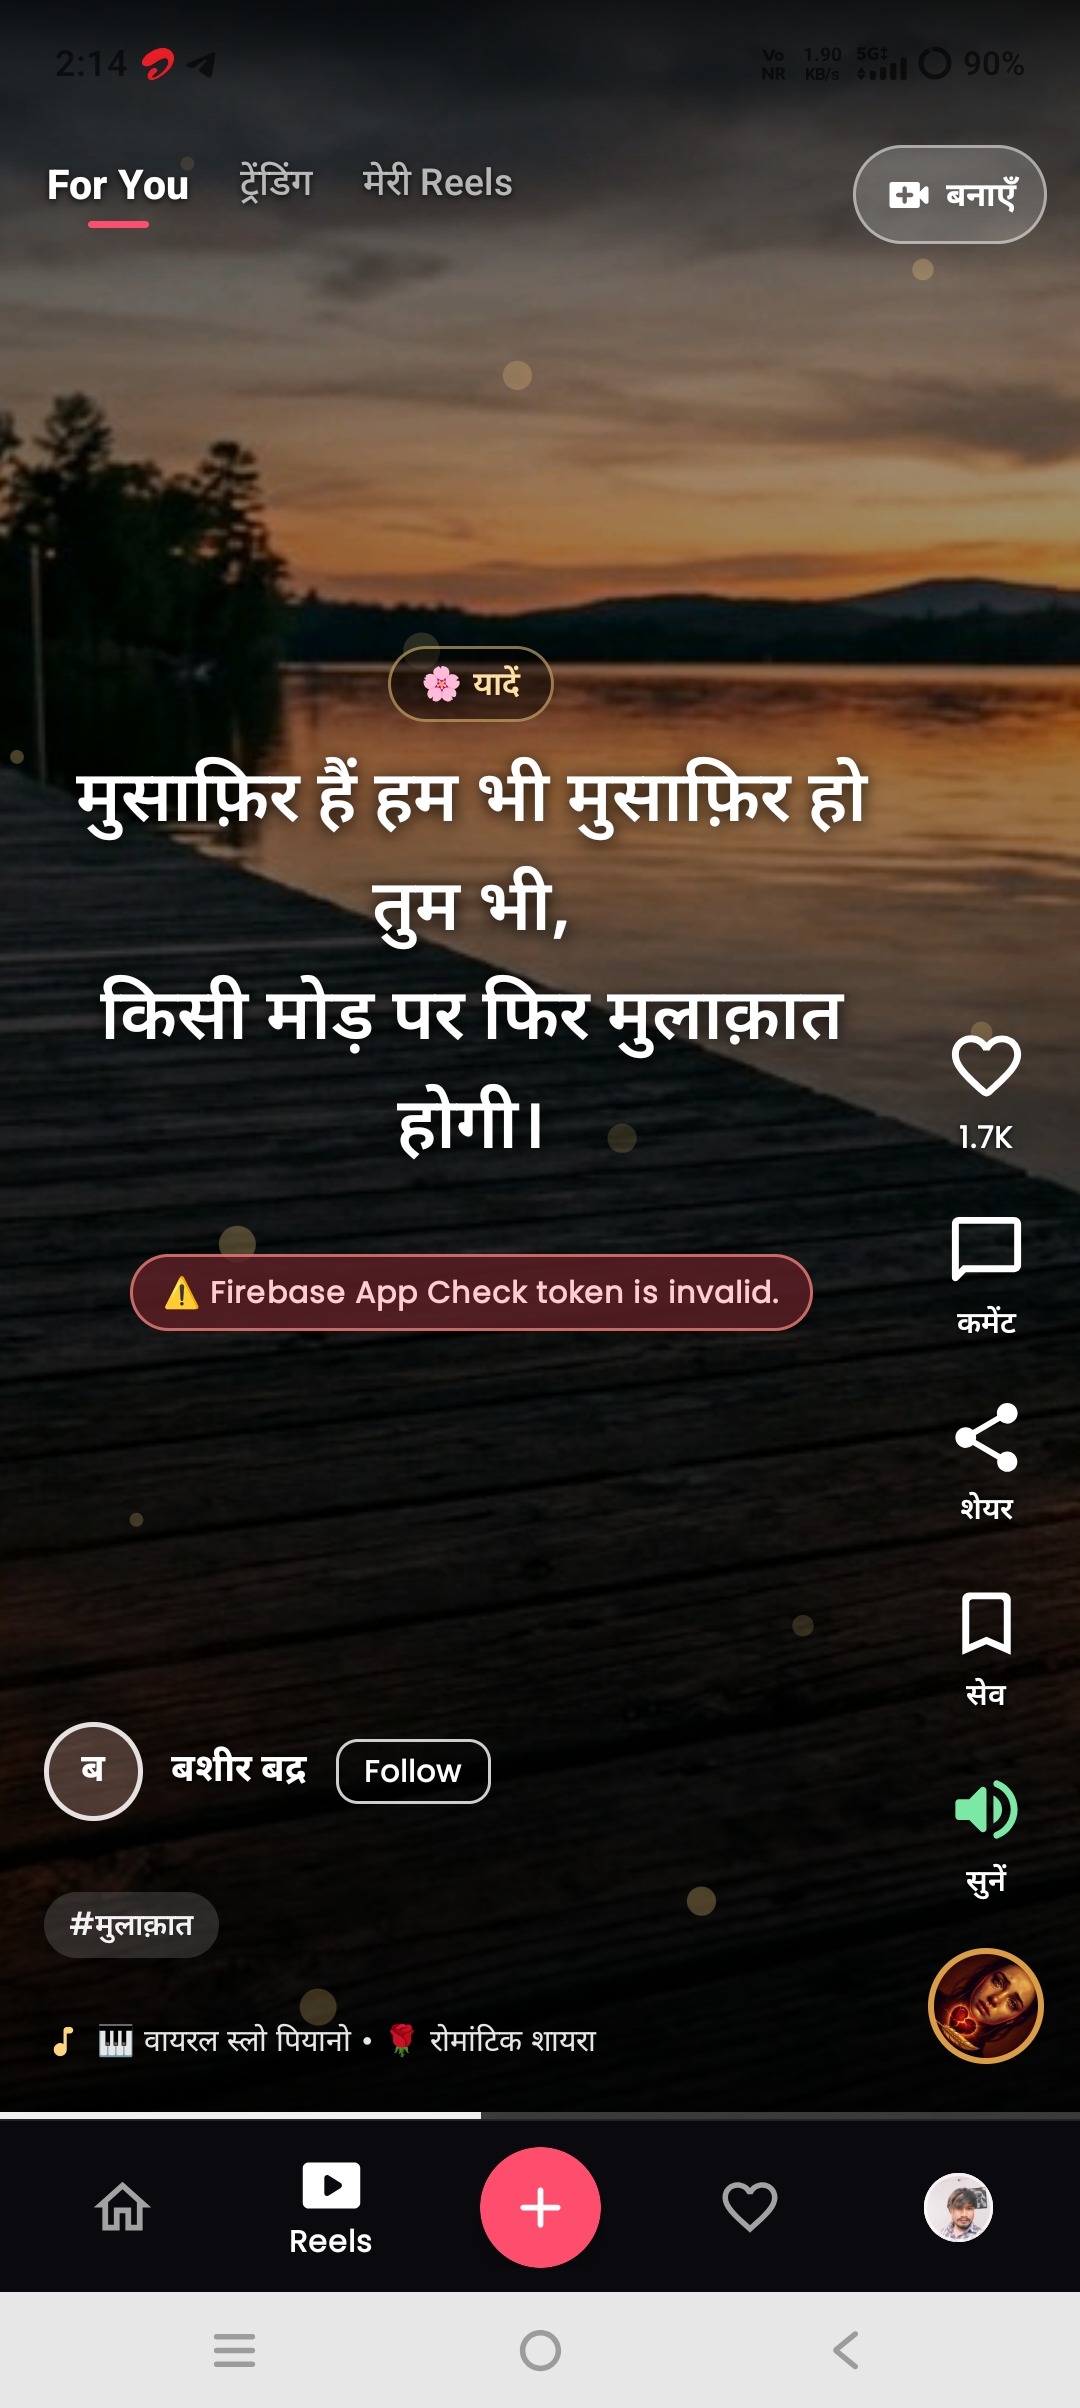 2:14
Vo NR 1.90 KB/s 5G 90%
For You ट्रेंडिंग मेरी Reels बनाएँ
🌸 यादें
मुसाफ़िर हैं हम भी मुसाफ़िर हो
तुम भी,
किसी मोड़ पर फिर मुलाक़ात
होगी।
1.7K
⚠️ Firebase App Check token is invalid.
कमेंट
शेयर
सेव
ब बशीर बद्र Follow
सुनें
#मुलाक़ात
🎹 वायरल स्लो पियानो • 🌹 रोमांटिक शायरा
Reels